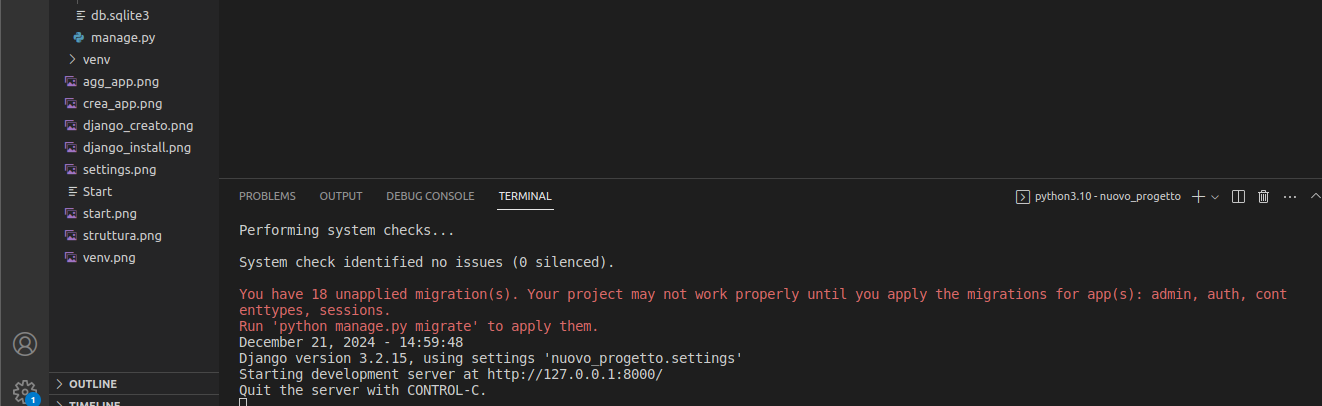 db.sqlite3
manage.py
venv
agg_app.png
crea_app.png
django_creato.png
django_install.png
settings.png
Start
start.png
struttura.png
venv.png
OUTLINE
TIMELINE
1
PROBLEMS OUTPUT DEBUG CONSOLE TERMINAL python3.10 - nuovo_progetto
Performing system checks...
System check identified no issues (0 silenced).
You have 18 unapplied migration(s). Your project may not work properly until you apply the migrations for app(s): admin, auth, cont
enttypes, sessions.
Run 'python manage.py migrate' to apply them.
December 21, 2024 - 14:59:48
Django version 3.2.15, using settings 'nuovo_progetto.settings'
Starting development server at http://127.0.0.1:8000/
Quit the server with CONTROL-C.